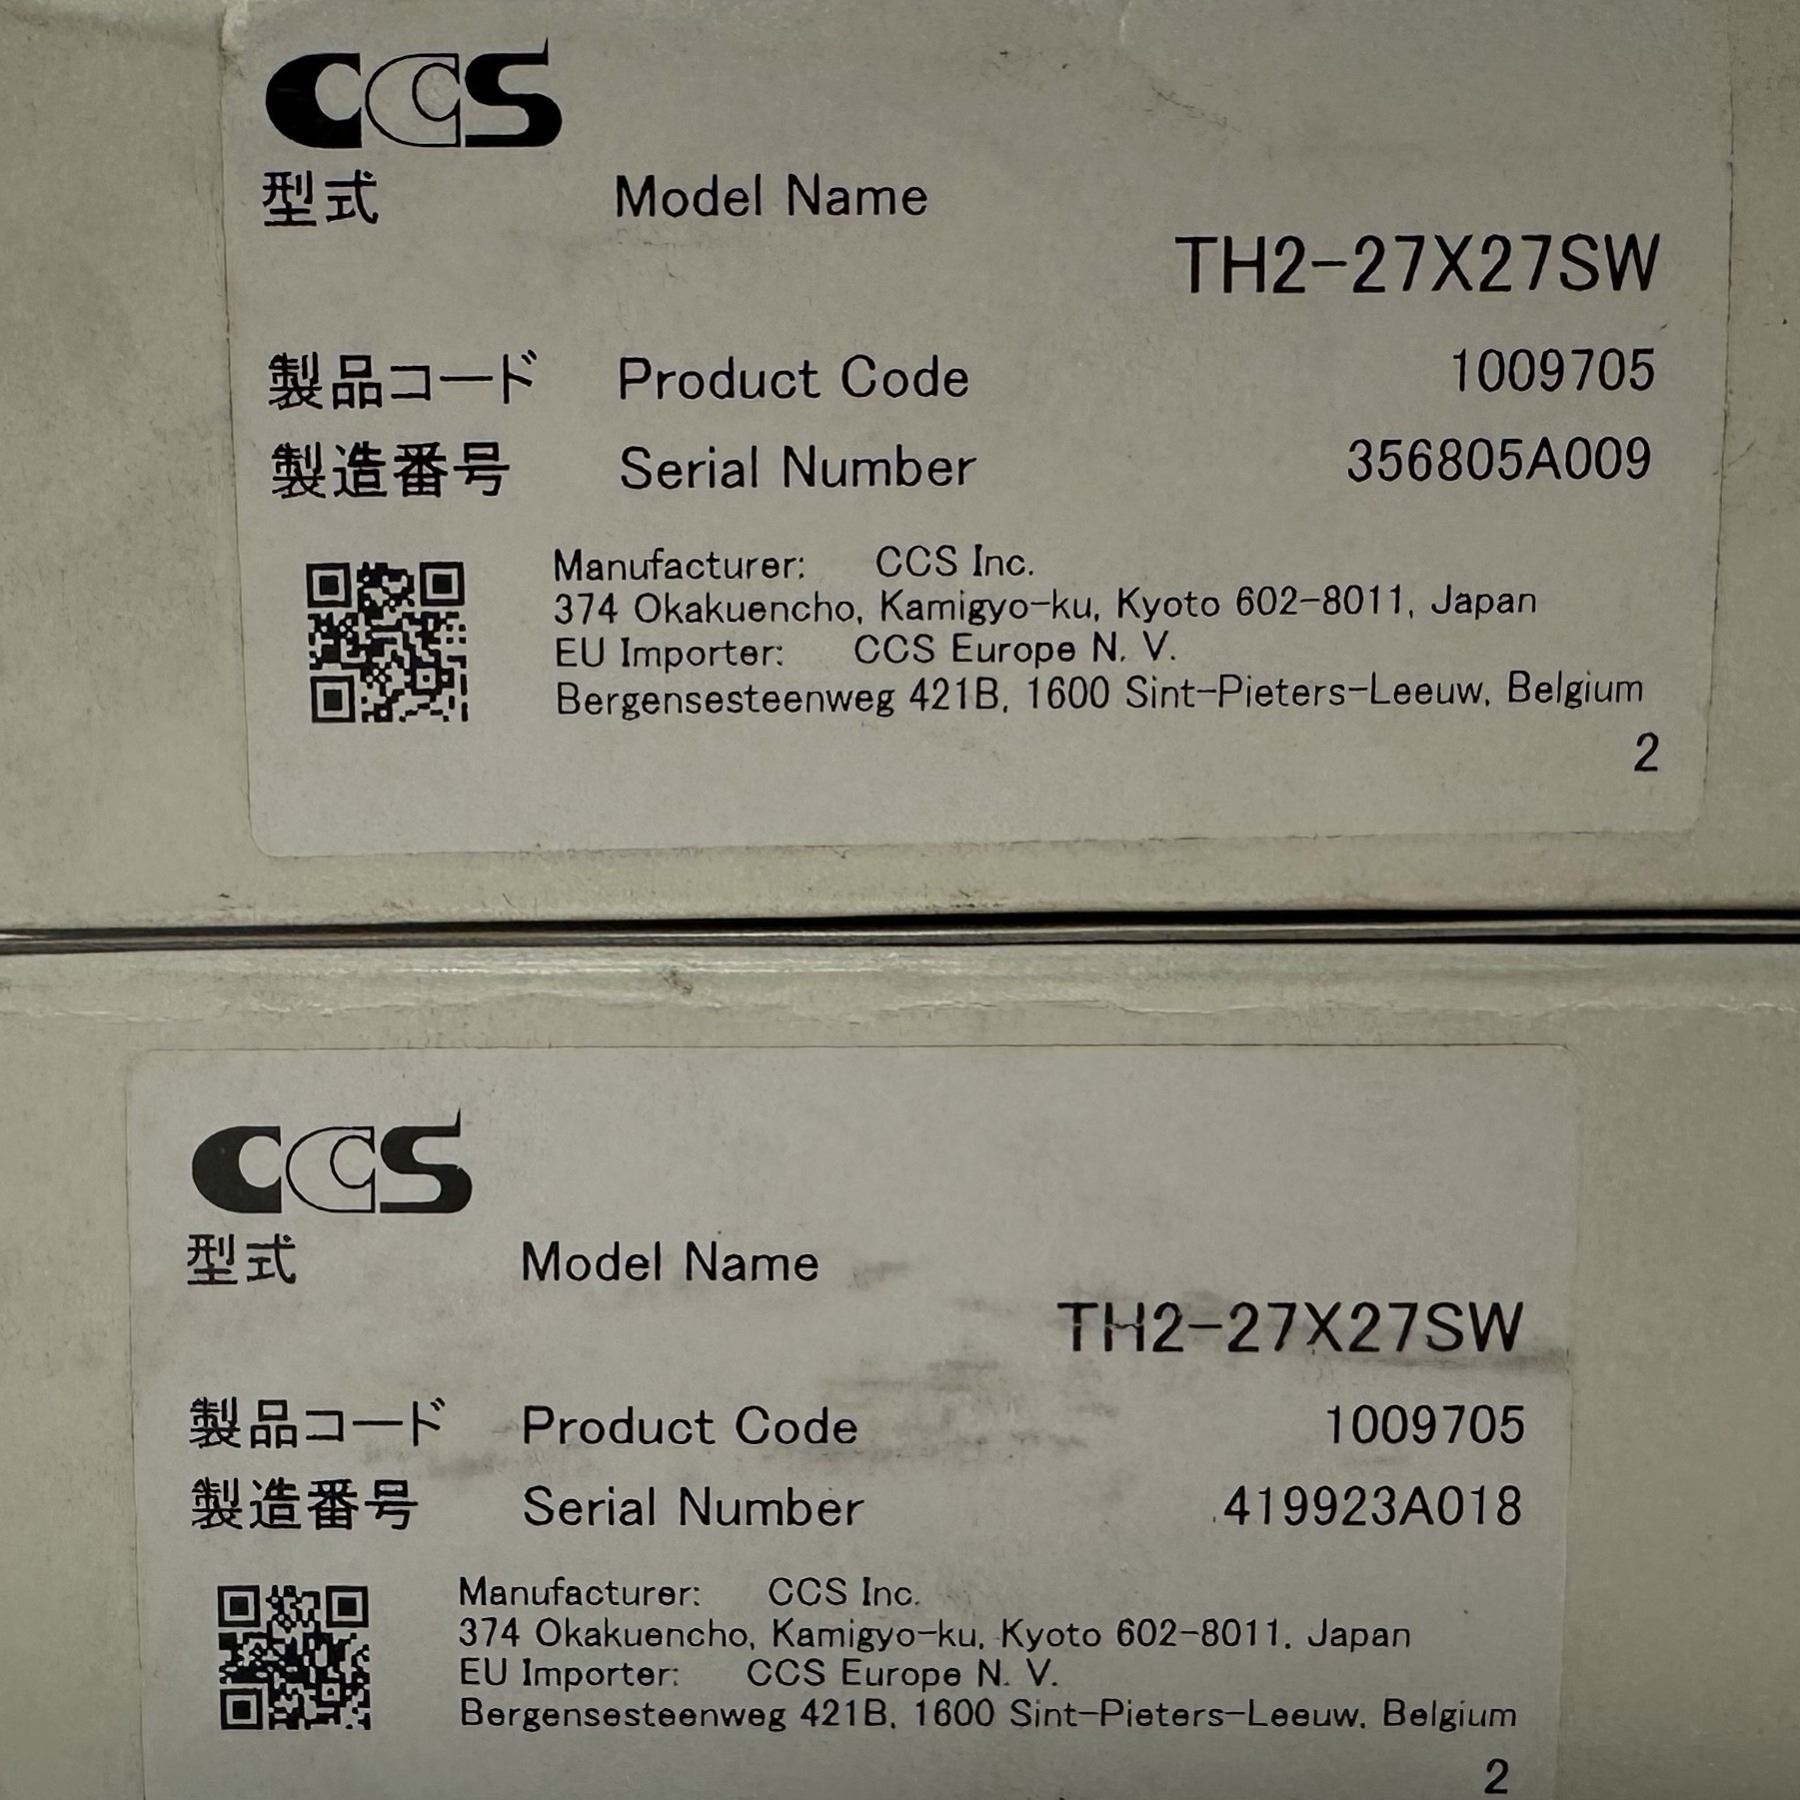 CCS
型式 Model Name
TH2-27X27SW
製品コード Product Code 1009705
製造番号 Serial Number 356805A009
Manufacturer: CCS Inc.
374 Okakuencho, Kamigyo-ku, Kyoto 602-8011, Japan
EU Importer: CCS Europe N. V.
Bergensesteenweg 421B, 1600 Sint-Pieters-Leeuw, Belgium
2
CCS
型式 Model Name
TH2-27X27SW
製品コード Product Code 1009705
製造番号 Serial Number 419923A018
Manufacturer: CCS Inc.
374 Okakuencho, Kamigyo-ku, Kyoto 602-8011, Japan
EU Importer: CCS Europe N. V.
Bergensesteenweg 421B, 1600 Sint-Pieters-Leeuw, Belgium
2